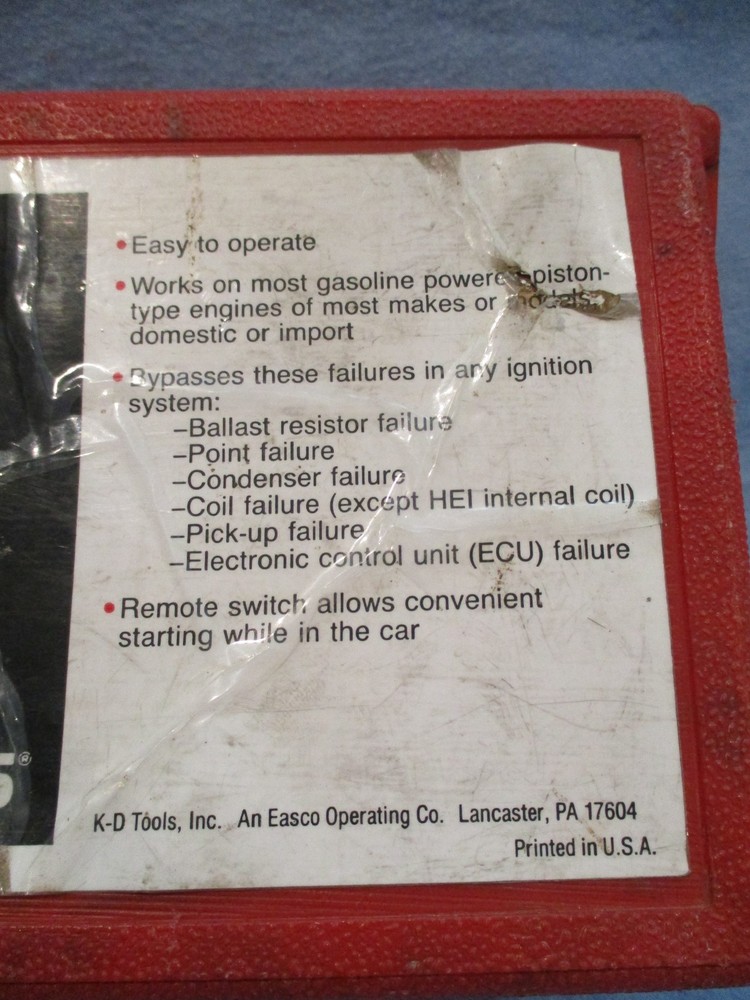 • Easy to operate
• Works on most gasoline powered piston-
type engines of most makes or models,
domestic or import
• Bypasses these failures in any ignition
system:
–Ballast resistor failure
–Point failure
–Condenser failure
–Coil failure (except HEI internal coil)
–Pick-up failure
–Electronic control unit (ECU) failure
• Remote switch allows convenient
starting while in the car
S®
K-D Tools, Inc. An Easco Operating Co. Lancaster, PA 17604
Printed in U.S.A.